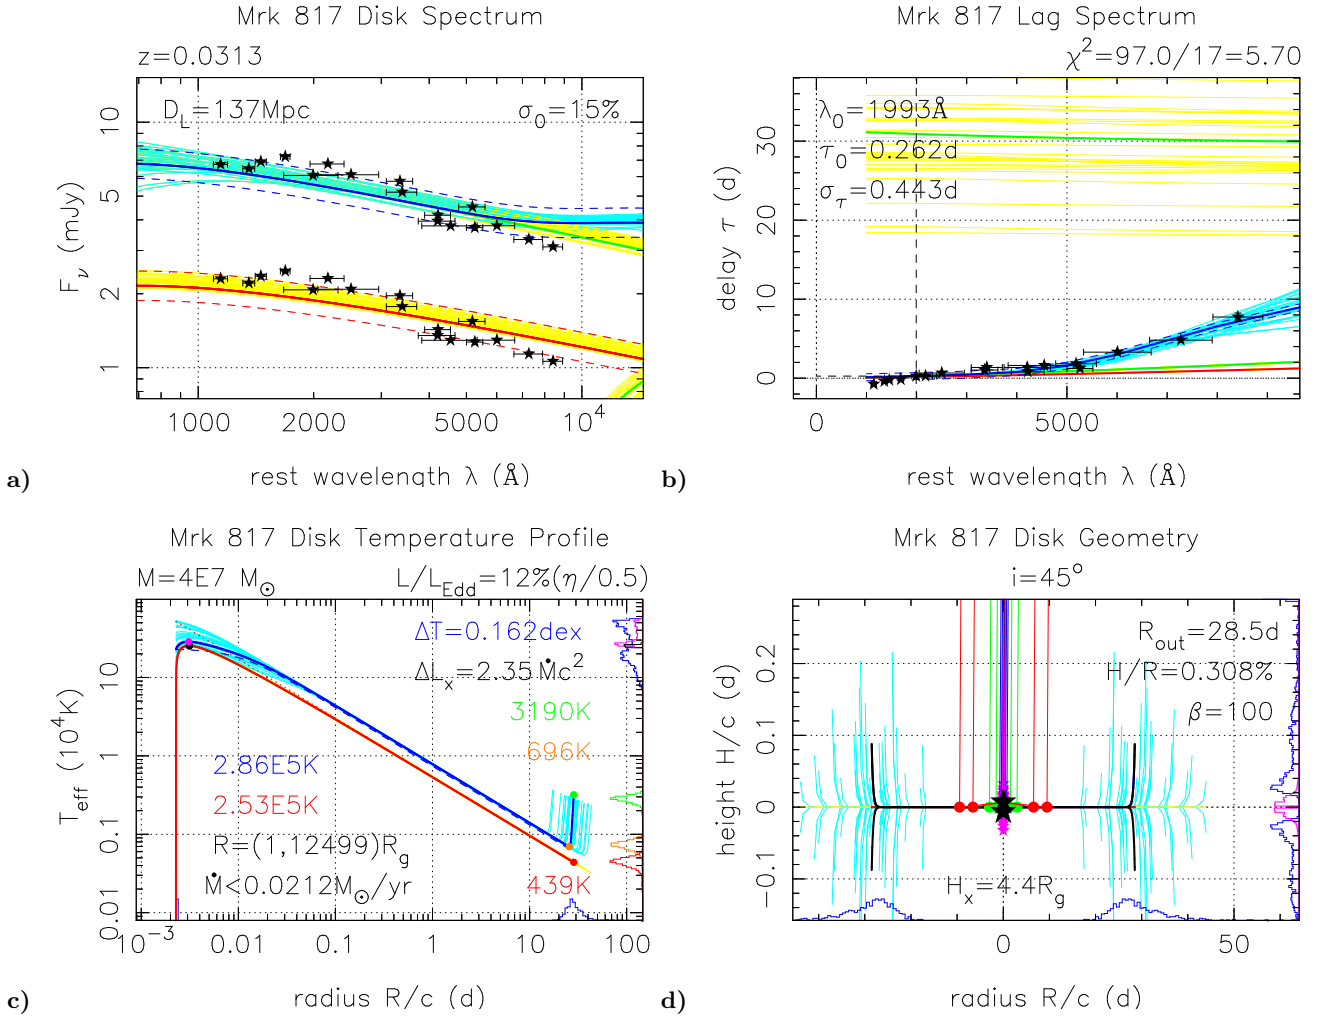 Mrk 817 Disk Spectrum
z=0.0313
D_L=137Mpc
σ_0=15%
10
5
2
1
F_ν (mJy)
1000
2000
5000
10^4
rest wavelength λ (Å)
a)
Mrk 817 Lag Spectrum
χ^2=97.0/17=5.70
λ_0=1993Å
τ_0=0.262d
σ_τ=0.443d
30
20
10
0
delay τ (d)
0
5000
rest wavelength λ (Å)
b)
Mrk 817 Disk Temperature Profile
M=4E7 M_☉
L/L_Edd=12%(η/0.5)
ΔT=0.162dex
ΔL_x=2.35 Ṁc^2
3190K
696K
2.86E5K
2.53E5K
R=(1,12499)R_g
Ṁ<0.0212M_☉/yr
439K
10
1
0.1
0.01
T_eff (10^4K)
10^-3
0.01
0.1
1
10
100
radius R/c (d)
c)
Mrk 817 Disk Geometry
i=45°
R_out=28.5d
H/R=0.308%
β=100
H_x=4.4R_g
0.2
0.1
0
−0.1
height H/c (d)
0
50
radius R/c (d)
d)